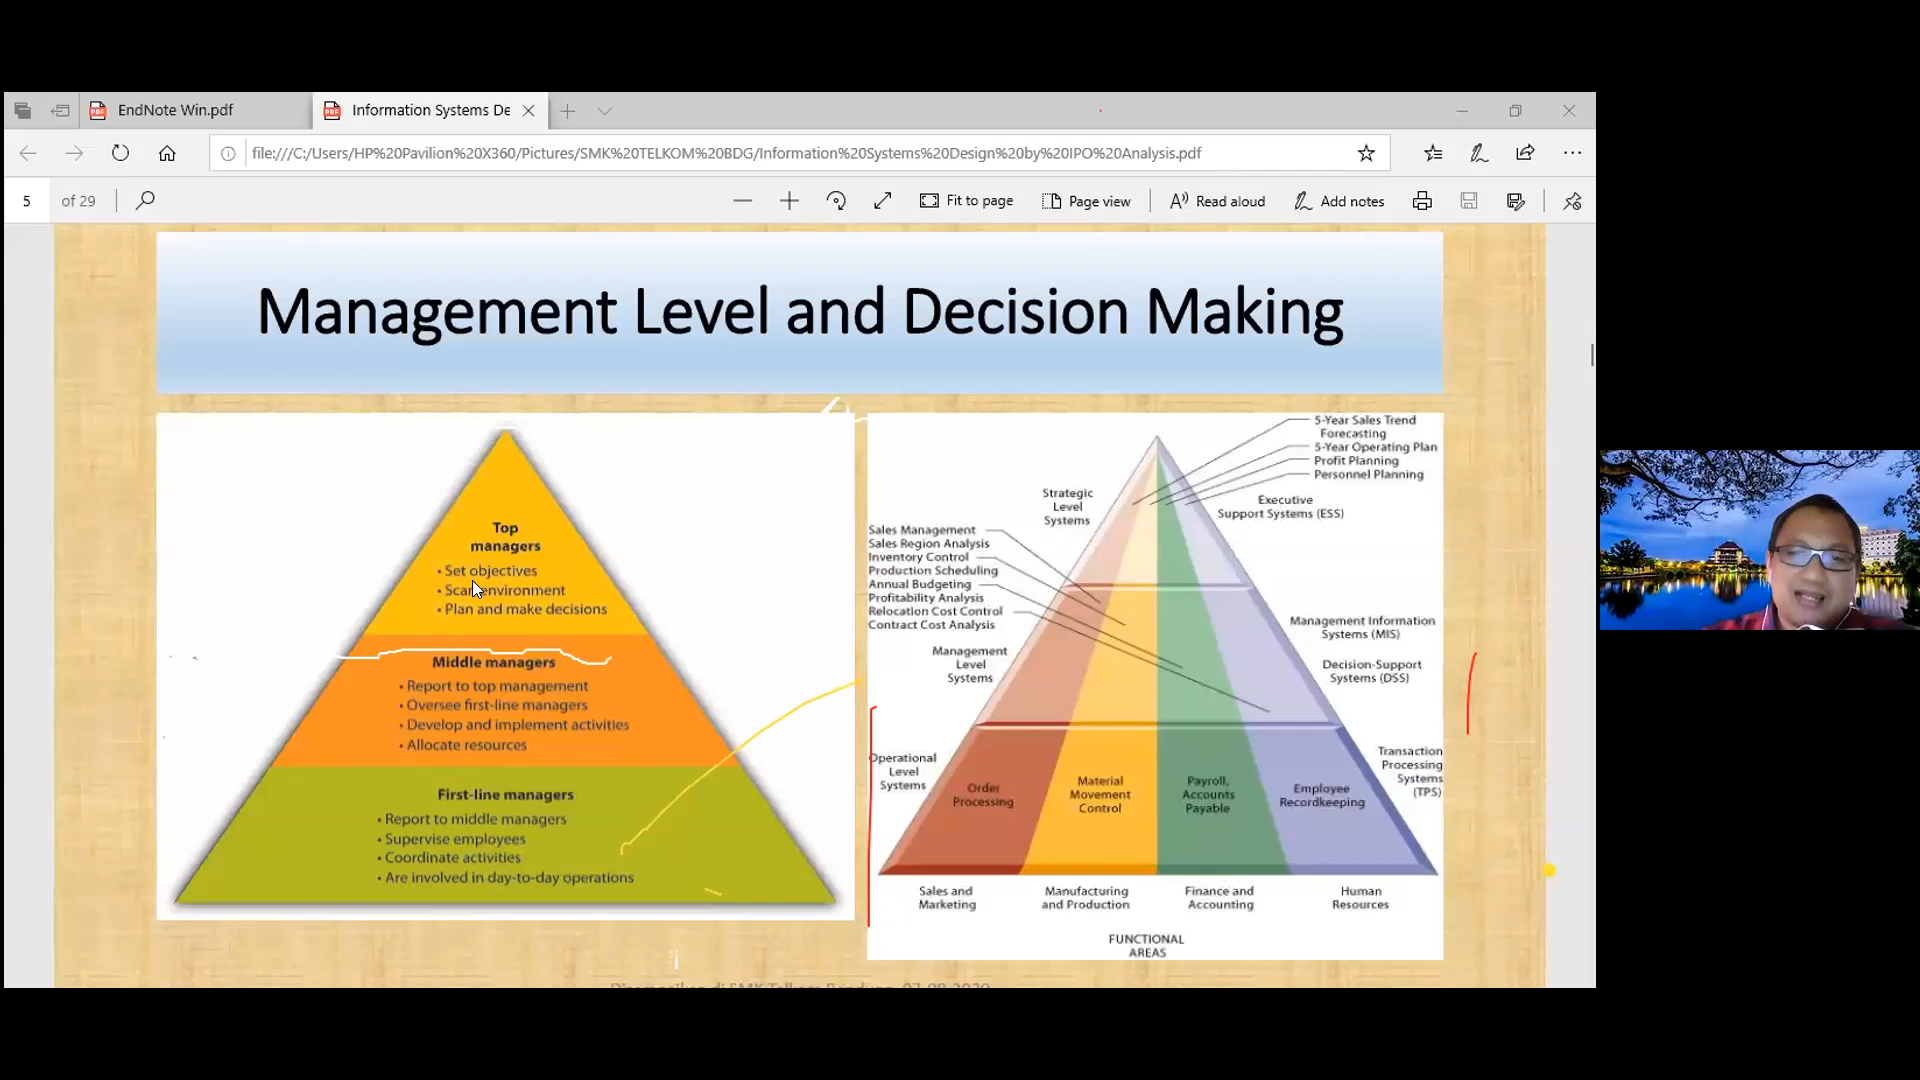 EndNote Win.pdf
Information Systems De
file:///C:/Users/HP%20Pavilion%20X360/Pictures/SMK%20TELKOM%20BDG/Information%20Systems%20Design%20by%20IPO%20Analysis.pdf
5 of 29
Fit to page
Page view
Read aloud
Add notes
Management Level and Decision Making
Top
managers
• Set objectives
• Scan environment
• Plan and make decisions
Middle managers
• Report to top management
• Oversee first-line managers
• Develop and implement activities
• Allocate resources
First-line managers
• Report to middle managers
• Supervise employees
• Coordinate activities
• Are involved in day-to-day operations
5-Year Sales Trend
Forecasting
5-Year Operating Plan
Profit Planning
Personnel Planning
Strategic
Level
Systems
Executive
Support Systems (ESS)
Sales Management
Sales Region Analysis
Inventory Control
Production Scheduling
Annual Budgeting
Profitability Analysis
Relocation Cost Control
Contract Cost Analysis
Management
Level
Systems
Management Information
Systems (MIS)
Decision-Support
Systems (DSS)
Operational
Level
Systems
Transaction
Processing
Systems
(TPS)
Order
Processing
Material
Movement
Control
Payroll,
Accounts
Payable
Employee
Recordkeeping
Sales and
Marketing
Manufacturing
and Production
Finance and
Accounting
Human
Resources
FUNCTIONAL
AREAS
di SMK Telkom Bandung, 07-08-2020